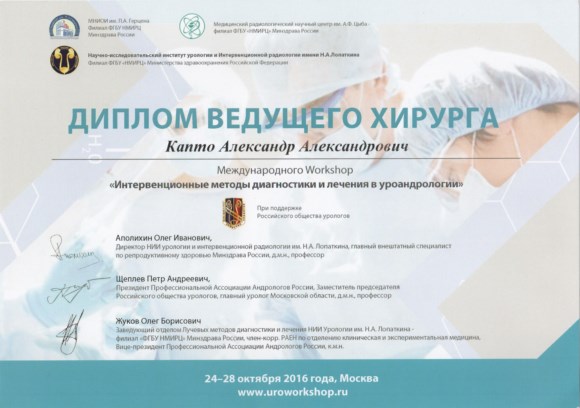 МНИОИ им. П.А. Герцена
Филиал ФГБУ НМИРЦ
Минздрава России
Медицинский радиологический научный центр им. А.Ф. Цыба -
филиал ФГБУ «НМИРЦ» Минздрава России
Научно-исследовательский институт урологии и Интервенционной радиологии имени Н.А.Лопаткина
Филиал ФГБУ «НМИРЦ» Министерства здравоохранения Российской Федерации
ДИПЛОМ ВЕДУЩЕГО ХИРУРГА
Капто Александр Александрович
Международного Workshop
«Интервенционные методы диагностики и лечения в уроандрологии»
При поддержке
Российского общества урологов
Аполихин Олег Иванович,
Директор НИИ урологии и интервенционной радиологии им. Н.А. Лопаткина, главный внештатный специалист
по репродуктивному здоровью Минздрава России, д.м.н., профессор
Щеплев Петр Андреевич,
Президент Профессиональной Ассоциации Андрологов России, Заместитель председателя
Российского общества урологов, главный уролог Московской области, д.м.н., профессор
Жуков Олег Борисович
Заведующий отделом Лучевых методов диагностики и лечения НИИ Урологии им. Н.А. Лопаткина -
филиал «ФГБУ НМИРЦ» Минздрава России, член-корр. РАЕН по отделению клиническая и экспериментальная медицина,
Вице-президент Профессиональной Ассоциации Андрологов России, к.м.н.
24–28 октября 2016 года, Москва
www.uroworkshop.ru